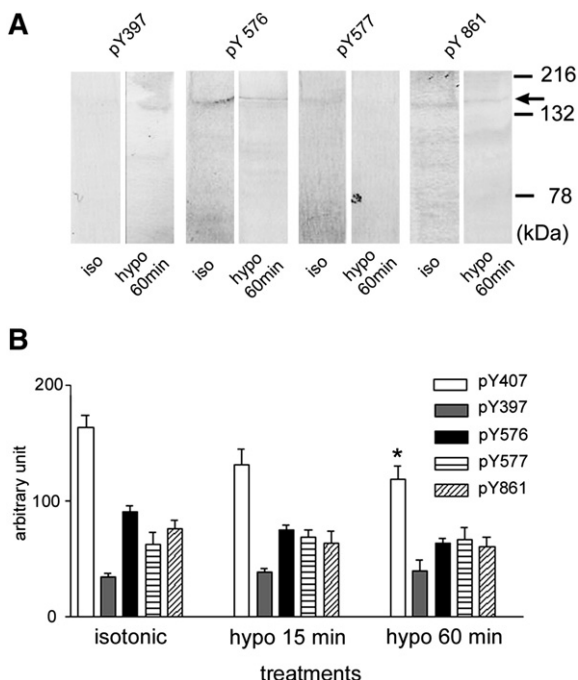 A
pY397
pY 576
pY577
pY 861
216
132
78
(kDa)
iso
hypo
60min
iso
hypo
60min
iso
hypo
60min
iso
hypo
60min
B
200
100
0
arbitrary unit
*
pY407
pY397
pY576
pY577
pY861
isotonic
hypo 15 min
hypo 60 min
treatments